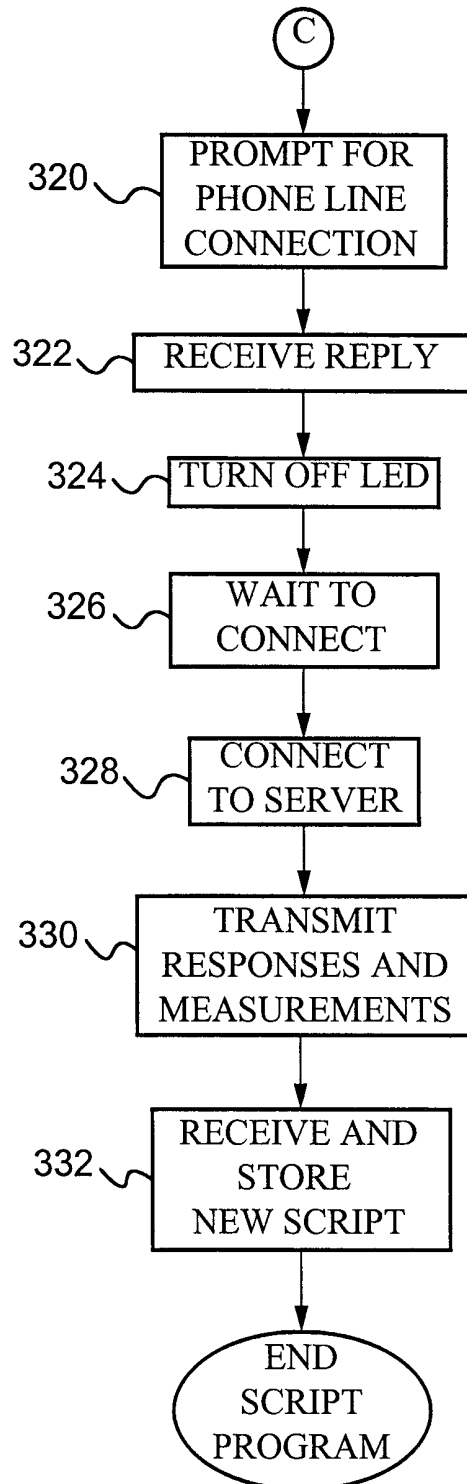 C
320
PROMPT FOR
PHONE LINE
CONNECTION
322
RECEIVE REPLY
324
TURN OFF LED
326
WAIT TO
CONNECT
328
CONNECT
TO SERVER
330
TRANSMIT
RESPONSES AND
MEASUREMENTS
332
RECEIVE AND
STORE
NEW SCRIPT
END
SCRIPT
PROGRAM